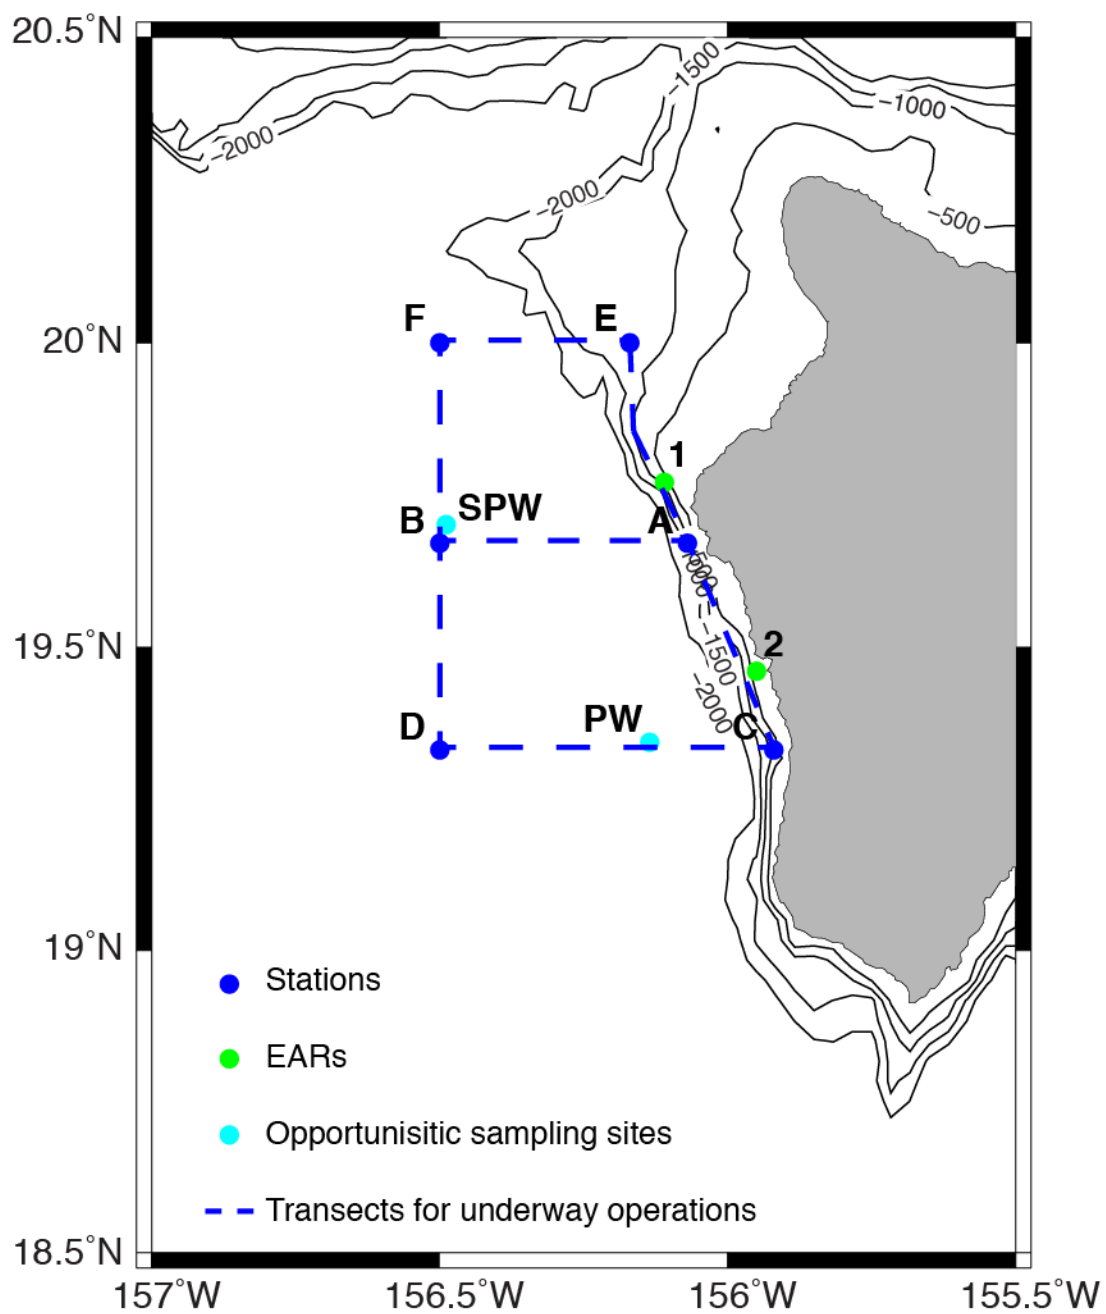 20.5°N
-1500
-1000
-2000
-2000
-500
F
E
20°N
1
SPW
B
A
500
1000
19.5°N
2
-1500
-2000
PW
D
C
19°N
Stations
EARs
Opportunisitic sampling sites
Transects for underway operations
18.5°N
157°W
156.5°W
156°W
155.5°W